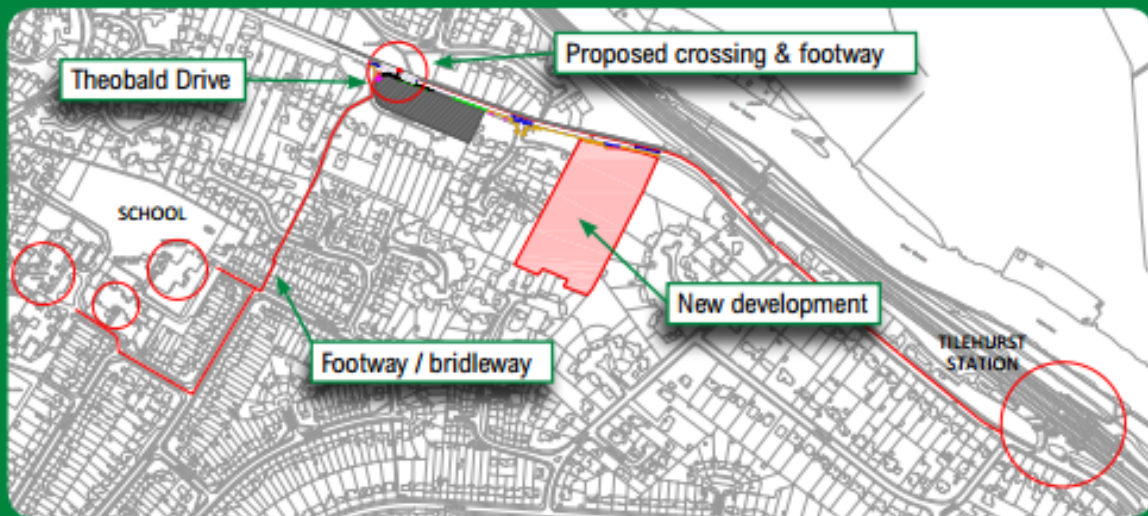 Proposed crossing & footway
Theobald Drive
SCHOOL
New development
TILEHURST
STATION
Footway / bridleway